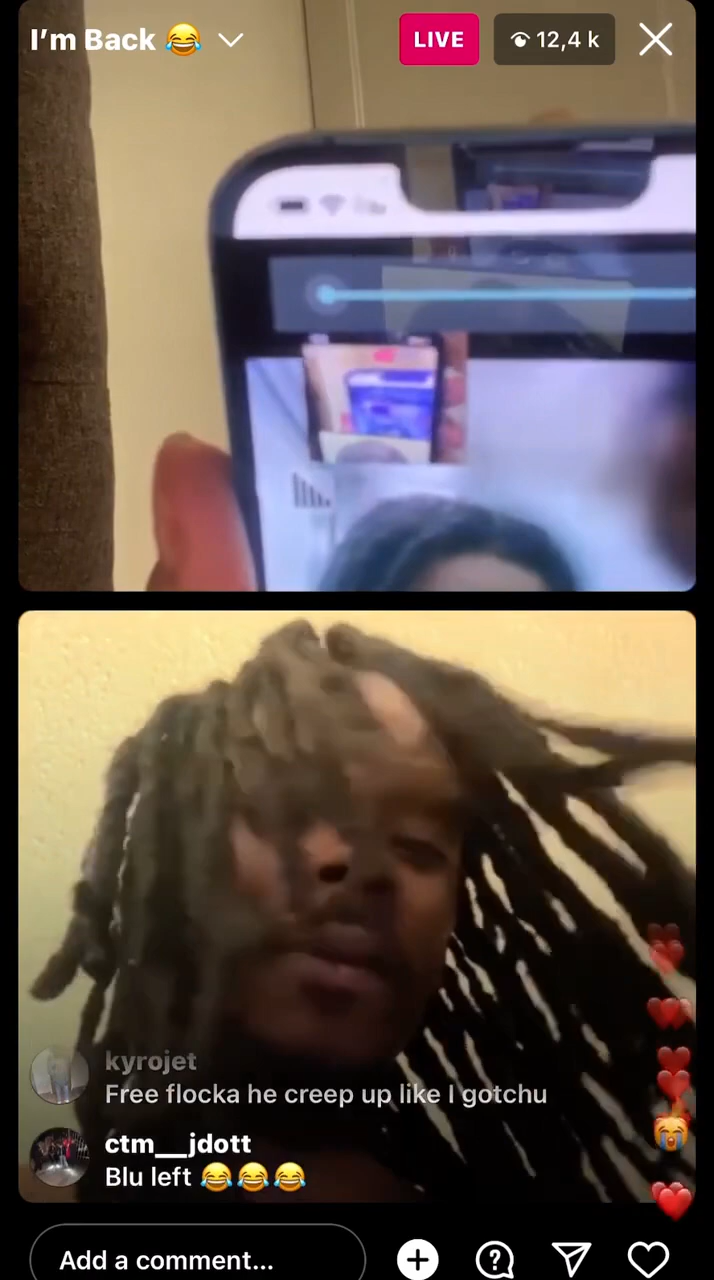 I’m Back 😂
LIVE
12,4 k
kyrojet
Free flocka he creep up like I gotchu
ctm__jdott
Blu left 😂😂😂
Add a comment...